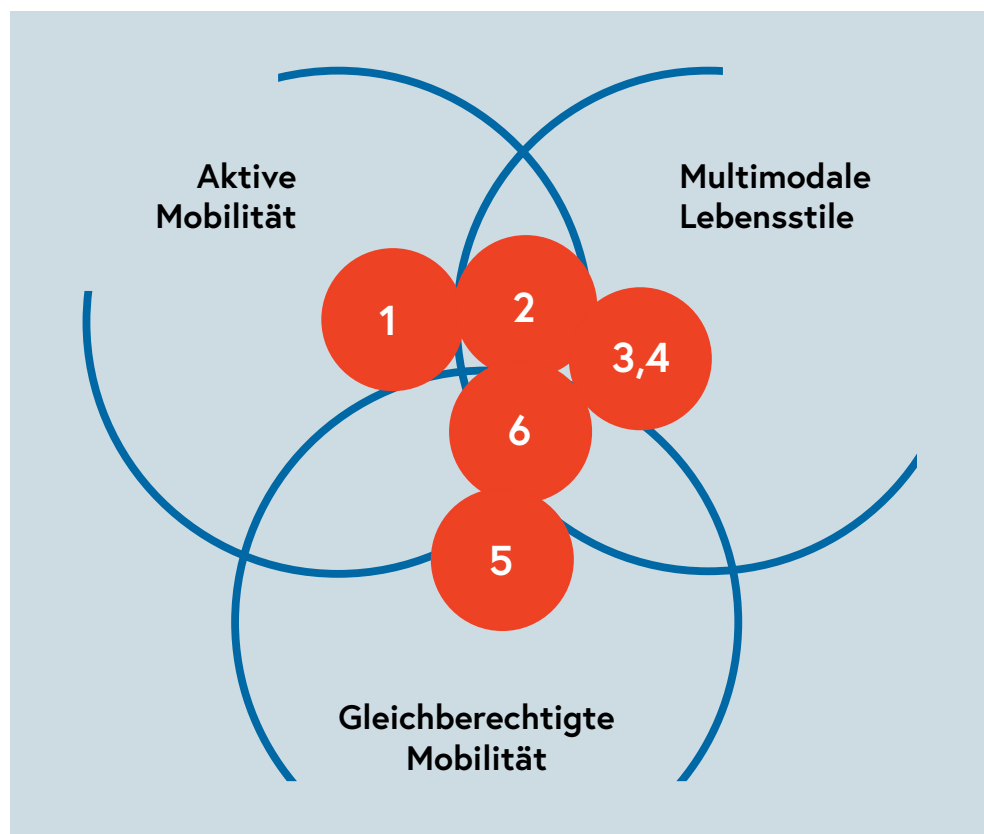 Aktive
Mobilität
Multimodale
Lebensstile
1
2
3,4
6
5
Gleichberechtigte
Mobilität